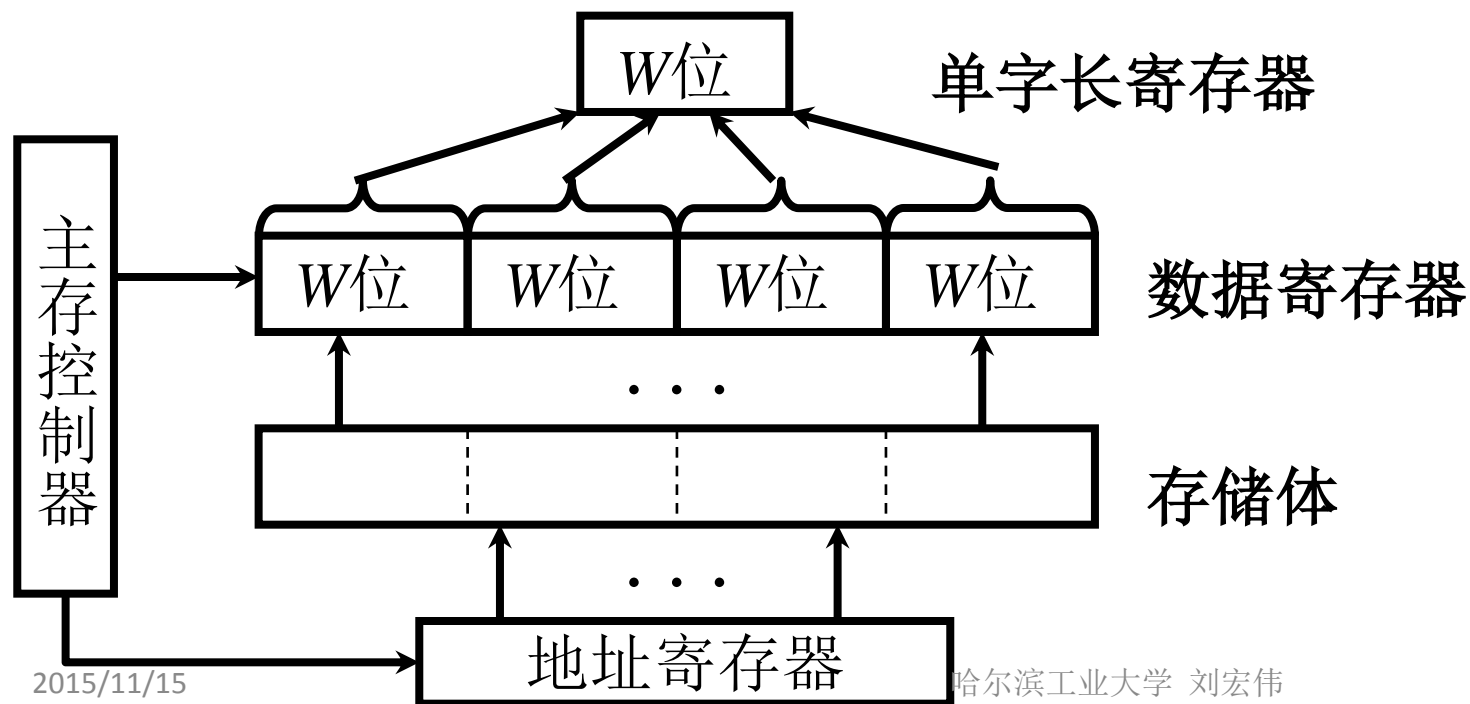 W位
单字长寄存器
主存控制器
W位 W位 W位 W位
数据寄存器
. . .
存储体
. . .
地址寄存器
2015/11/15
哈尔滨工业大学 刘宏伟